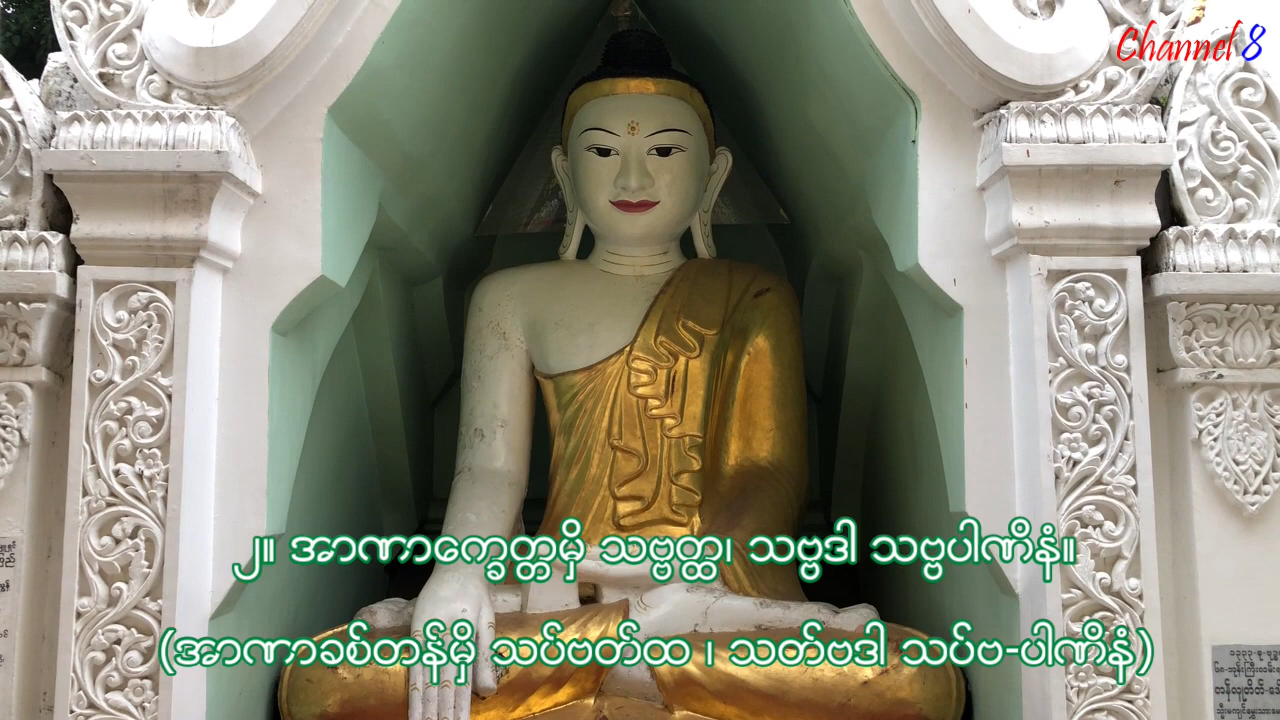 Channel 8
၂။ အာဏာက္ခေတ္တမှိ သဗ္ဗတ္ထ၊ သဗ္ဗဒါ သဗ္ဗပါဏိနံ။
(အာဏာခစ်တန်မှိ သပ်ဗတ်ထ ၊ သတ်ဗဒါ သပ်ဗ-ပါဏိနံ)